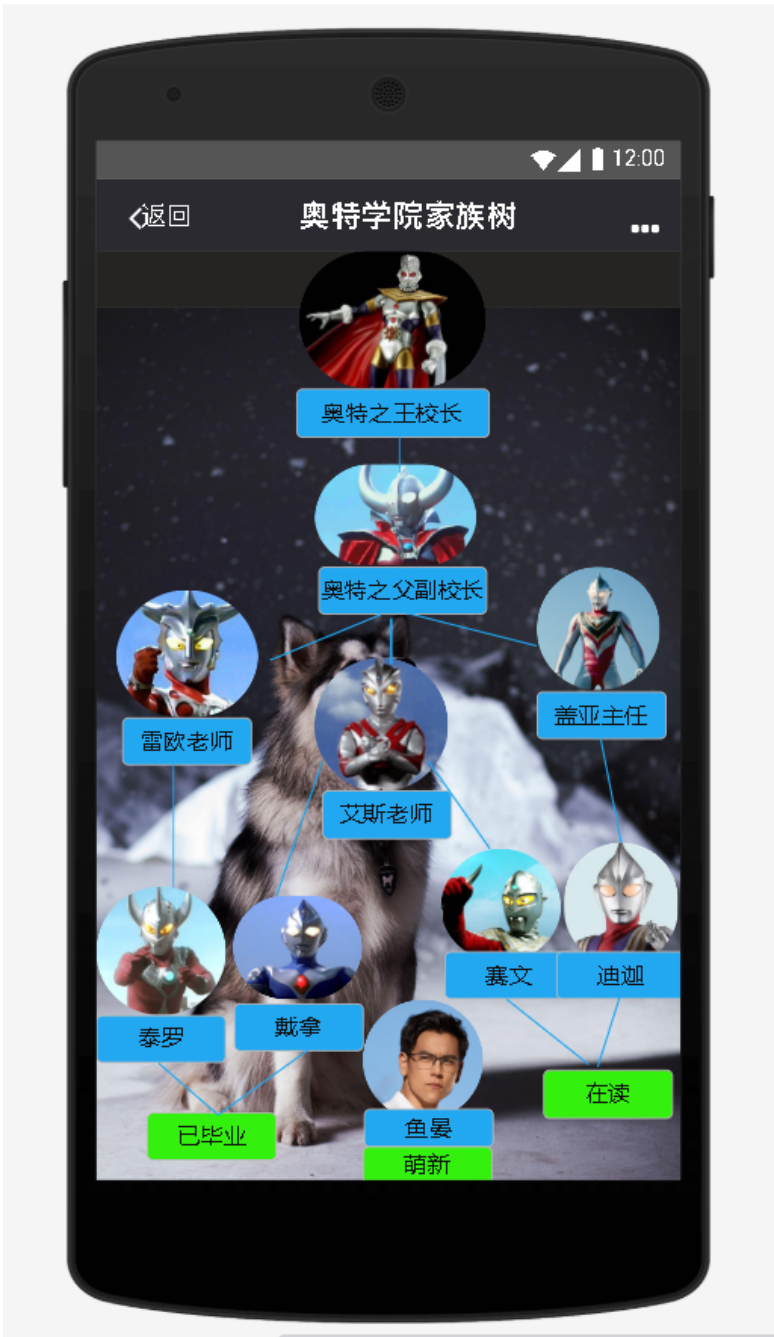 12:00
返回
奥特学院家族树
奥特之王校长
奥特之父副校长
盖亚主任
雷欧老师
艾斯老师
赛文
迪迦
戴拿
泰罗
在读
鱼晏
已毕业
萌新